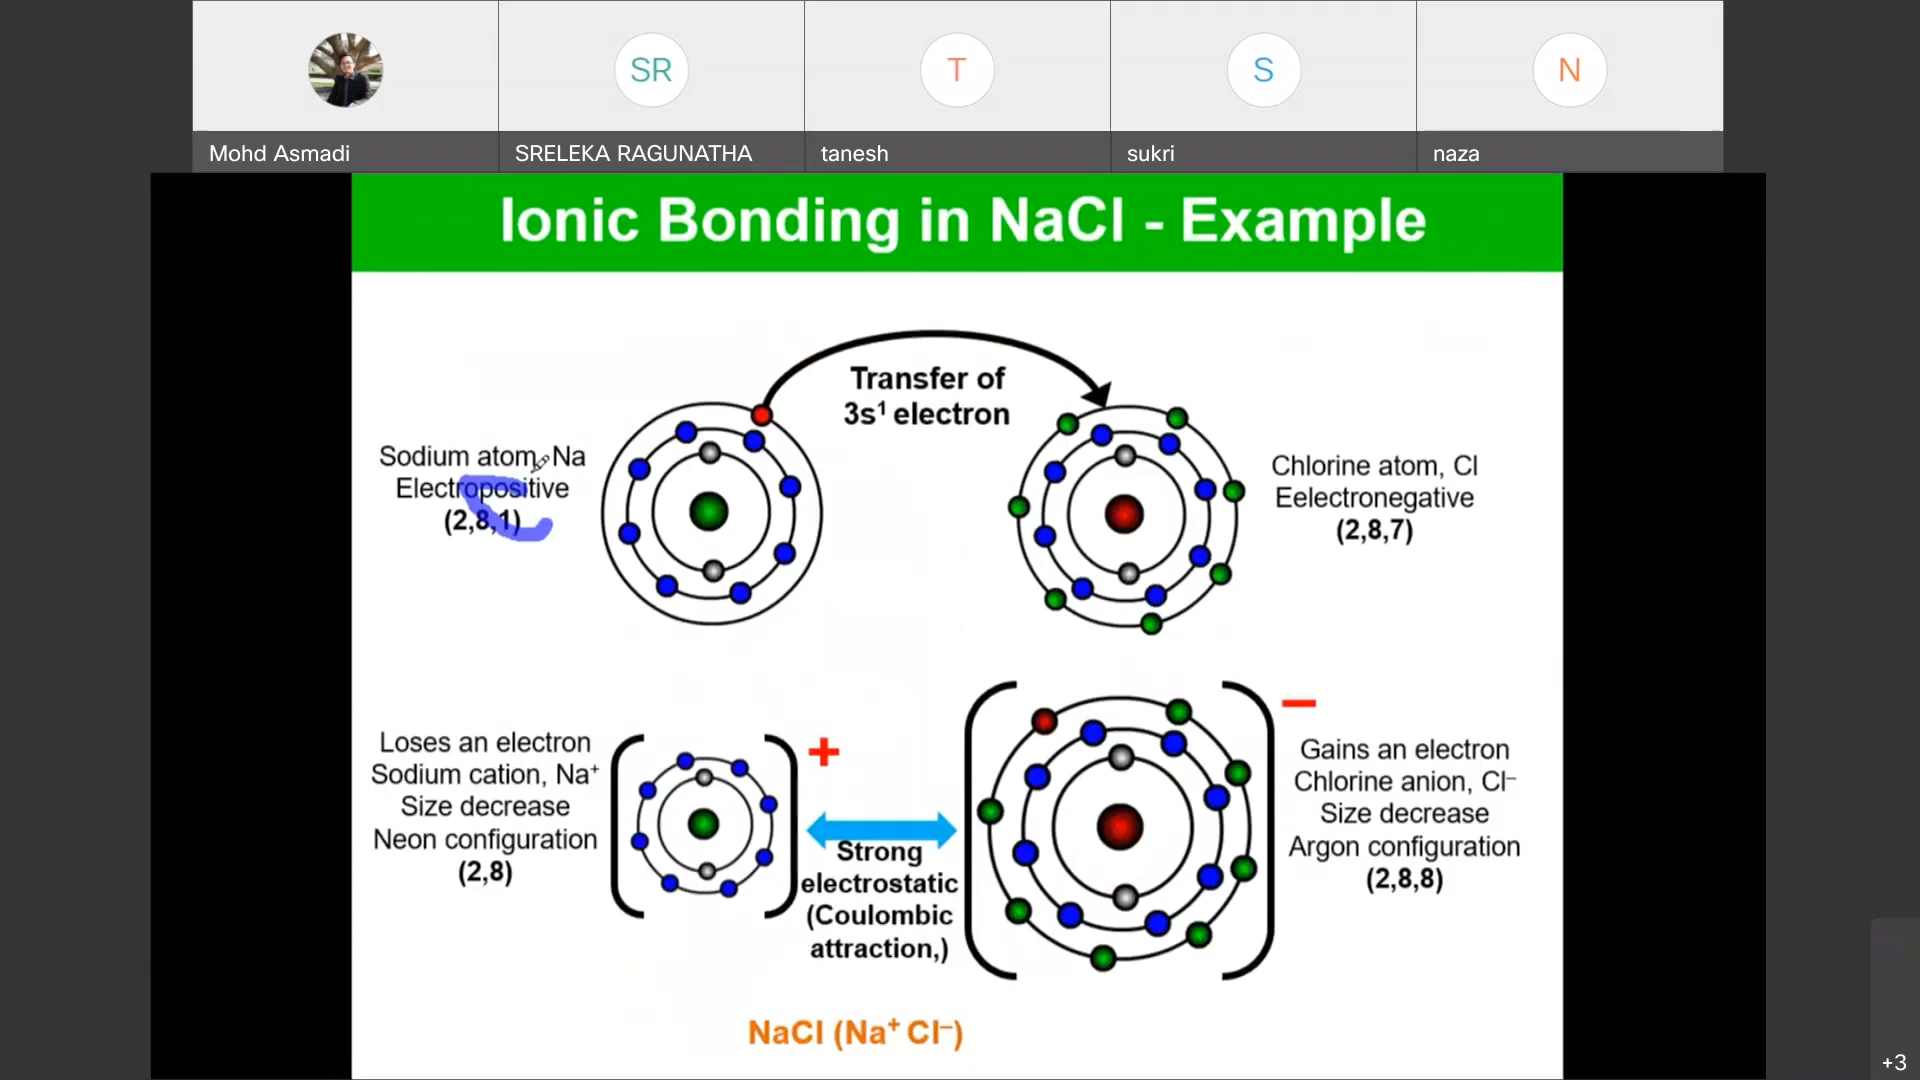 SR
T
S
N
Mohd Asmadi
SRELEKA RAGUNATHA
tanesh
sukri
naza
Ionic Bonding in NaCl - Example
Transfer of
3s¹ electron
Sodium atom, Na
Electropositive
(2,8,1)
Chlorine atom, Cl
Eelectronegative
(2,8,7)
Loses an electron
Sodium cation, Na⁺
Size decrease
Neon configuration
(2,8)
+
Strong
electrostatic
(Coulombic
attraction,)
–
Gains an electron
Chlorine anion, Cl⁻
Size decrease
Argon configuration
(2,8,8)
NaCl (Na⁺ Cl⁻)
+3